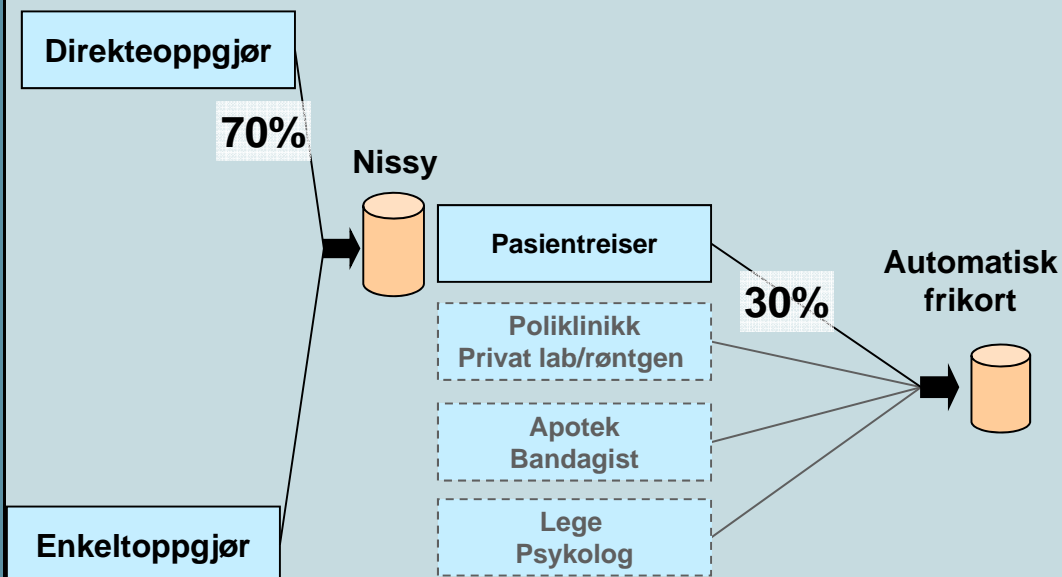 Direkteoppgjør
70%
Nissy
Pasientreiser
30%
Automatisk
frikort
Poliklinikk
Privat lab/røntgen
Apotek
Bandagist
Lege
Psykolog
Enkeltoppgjør